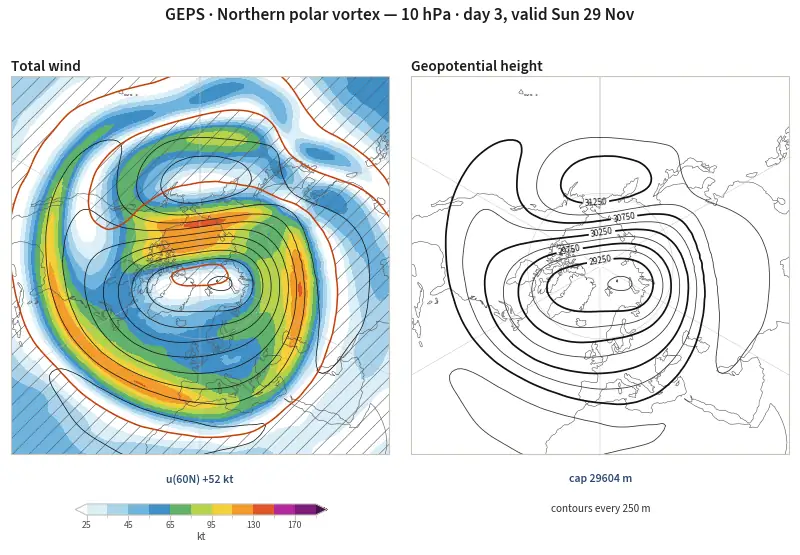 GEPS · Northern polar vortex — 10 hPa · day 3, valid Sun 29 Nov
Total wind
Geopotential height
31250
30750
30250
29750
29250
u(60N) +52 kt
cap 29604 m
contours every 250 m
25 45 65 95 130 170
kt